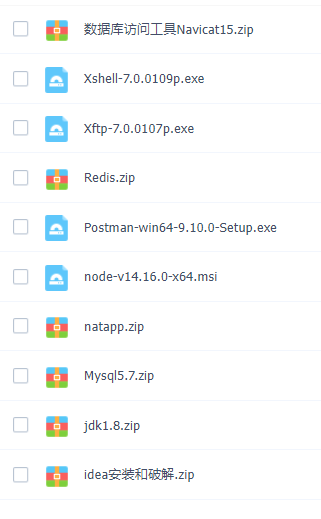 数据库访问工具Navicat15.zip
Xshell-7.0.0109p.exe
Xftp-7.0.0107p.exe
Redis.zip
Postman-win64-9.10.0-Setup.exe
node-v14.16.0-x64.msi
natapp.zip
Mysql5.7.zip
jdk1.8.zip
idea安装和破解.zip